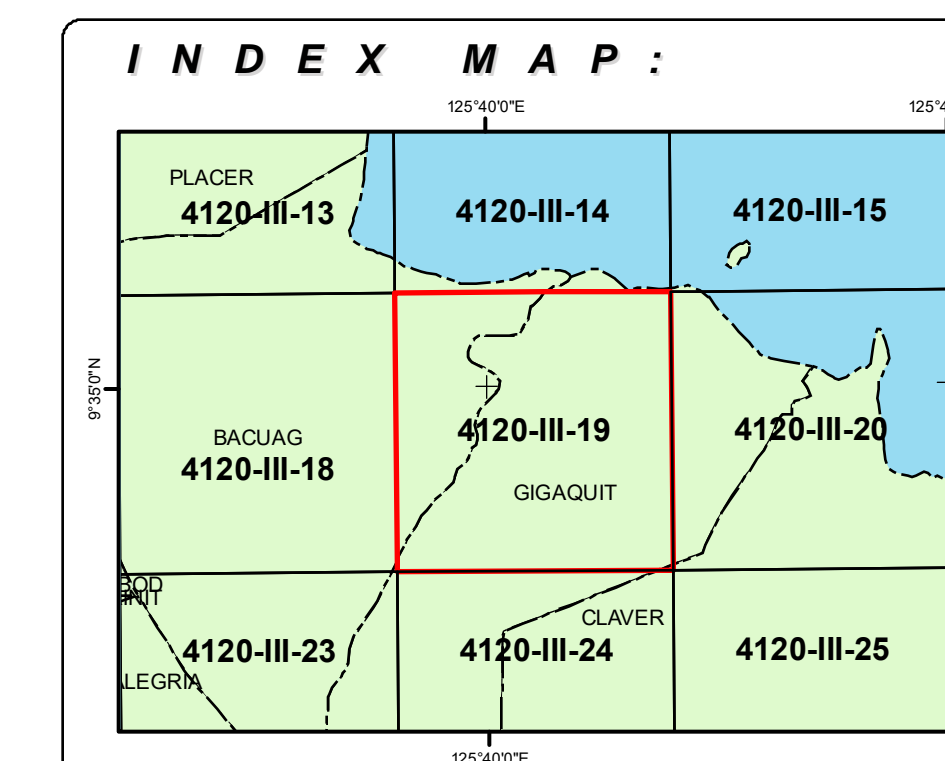 INDEX MAP:
125°40'0"E
PLACER
4120-III-13
4120-III-14
4120-III-15
9°35'0"N
BACUAG
4120-III-18
4120-III-19
GIGAQUIT
4120-III-20
CLAVER
4120-III-23
4120-III-24
4120-III-25
125°40'0"E